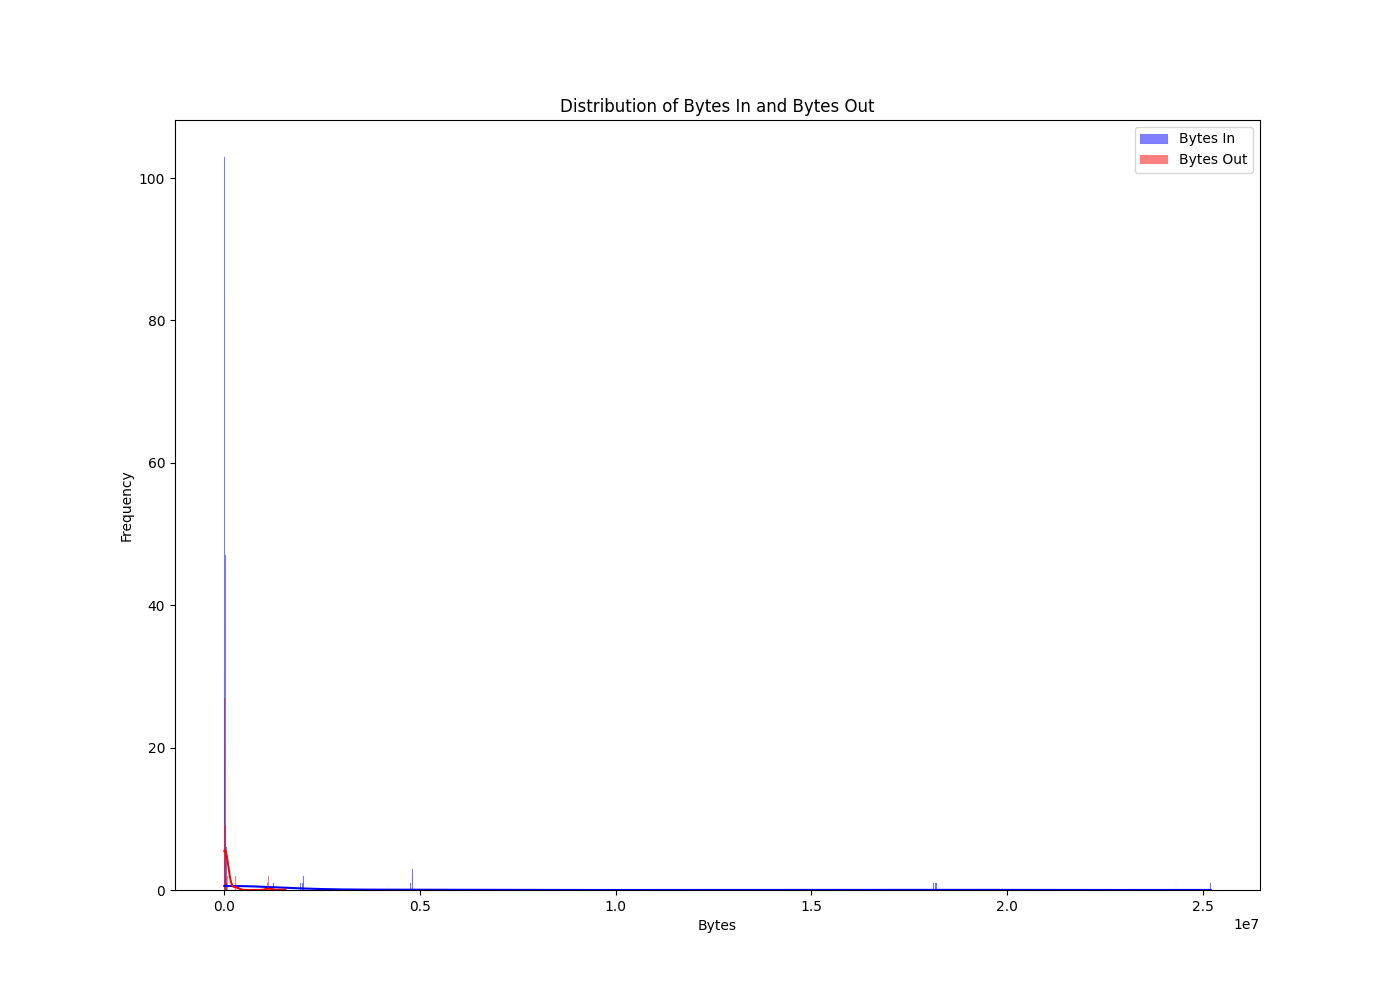 Distribution of Bytes In and Bytes Out
Bytes In
Bytes Out
Frequency
100
80
60
40
20
0
0.0 0.5 1.0 1.5 2.0 2.5
1e7
Bytes